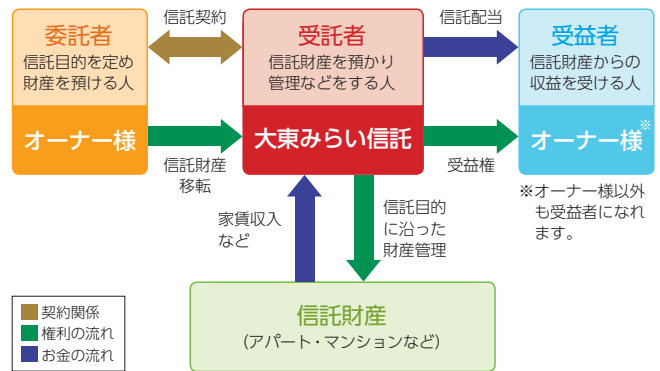 委託者
信託目的を定め
財産を預ける人
オーナー様
信託契約
信託財産
移転
受託者
信託財産を預かり
管理などをする人
大東みらい信託
信託配当
受益権
受益者
信託財産からの
収益を受ける人
オーナー様※
※オーナー様以外
も受益者になれ
ます。
家賃収入
など
信託目的
に沿った
財産管理
信託財産
(アパート・マンションなど)
契約関係
権利の流れ
お金の流れ